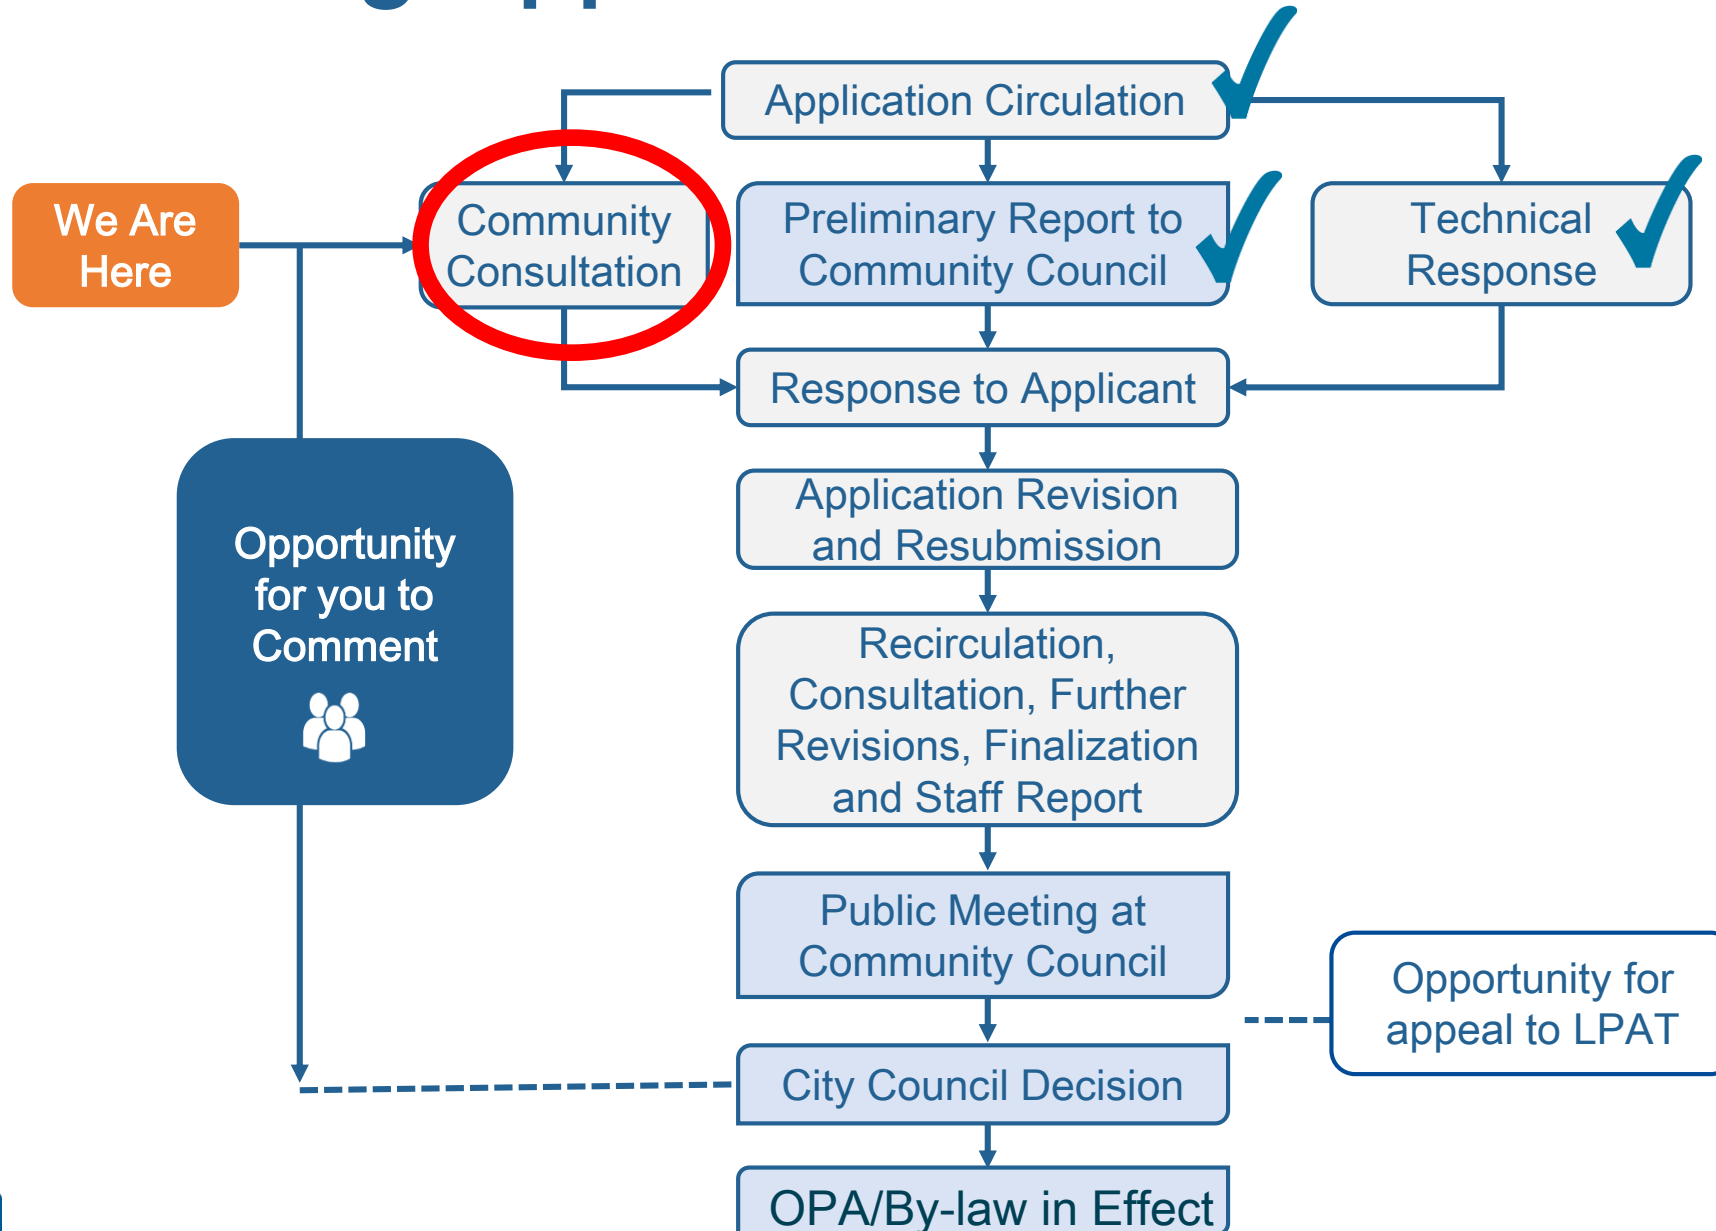 Application Circulation
We Are
Here
Community
Consultation
Preliminary Report to
Community Council
Technical
Response
Response to Applicant
Application Revision
and Resubmission
Opportunity
for you to
Comment
Recirculation,
Consultation, Further
Revisions, Finalization
and Staff Report
Public Meeting at
Community Council
Opportunity for
appeal to LPAT
City Council Decision
OPA/By-law in Effect